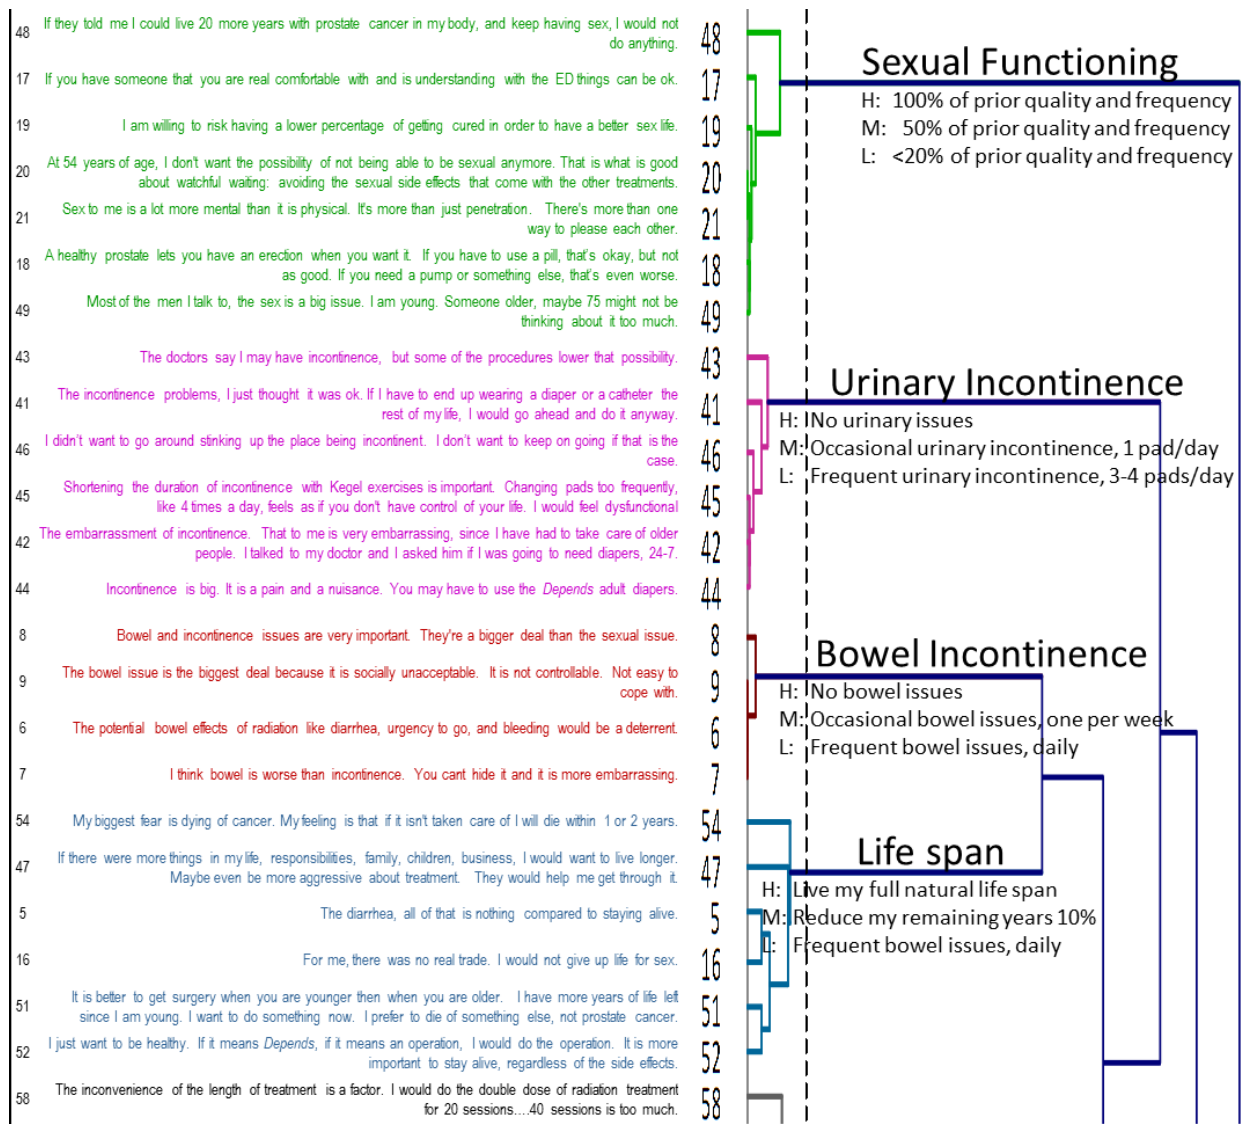 48 If they told me I could live 20 more years with prostate cancer in my body, and keep having sex, I would not
do anything. 48
17 If you have someone that you are real comfortable with and is understanding with the ED things can be ok. 17
19 I am willing to risk having a lower percentage of getting cured in order to have a better sex life. 19
20 At 54 years of age, I don't want the possibility of not being able to be sexual anymore. That is what is good
about watchful waiting: avoiding the sexual side effects that come with the other treatments. 20
21 Sex to me is a lot more mental than it is physical. It's more than just penetration. There's more than one
way to please each other. 21
18 A healthy prostate lets you have an erection when you want it. If you have to use a pill, that's okay, but not
as good. If you need a pump or something else, that's even worse. 18
49 Most of the men I talk to, the sex is a big issue. I am young. Someone older, maybe 75 might not be
thinking about it too much. 49
Sexual Functioning
H: 100% of prior quality and frequency
M: 50% of prior quality and frequency
L: <20% of prior quality and frequency
43 The doctors say I may have incontinence, but some of the procedures lower that possibility. 43
41 The incontinence problems, I just thought it was ok. If I have to end up wearing a diaper or a catheter the
rest of my life, I would go ahead and do it anyway. 41
46 I didn't want to go around stinking up the place being incontinent. I don't want to keep on going if that is the
case. 46
45 Shortening the duration of incontinence with Kegel exercises is important. Changing pads too frequently,
like 4 times a day, feels as if you don't have control of your life. I would feel dysfunctional 45
42 The embarrassment of incontinence. That to me is very embarrassing, since I have had to take care of older
people. I talked to my doctor and I asked him if I was going to need diapers, 24-7. 42
44 Incontinence is big. It is a pain and a nuisance. You may have to use the Depends adult diapers. 44
Urinary Incontinence
H: No urinary issues
M: Occasional urinary incontinence, 1 pad/day
L: Frequent urinary incontinence, 3-4 pads/day
8 Bowel and incontinence issues are very important. They're a bigger deal than the sexual issue. 8
9 The bowel issue is the biggest deal because it is socially unacceptable. It is not controllable. Not easy to
cope with. 9
6 The potential bowel effects of radiation like diarrhea, urgency to go, and bleeding would be a deterrent. 6
7 I think bowel is worse than incontinence. You cant hide it and it is more embarrassing. 7
Bowel Incontinence
H: No bowel issues
M: Occasional bowel issues, one per week
L: Frequent bowel issues, daily
54 My biggest fear is dying of cancer. My feeling is that if it isn't taken care of I will die within 1 or 2 years. 54
47 If there were more things in my life, responsibilities, family, children, business, I would want to live longer.
Maybe even be more aggressive about treatment. They would help me get through it. 47
5 The diarrhea, all of that is nothing compared to staying alive. 5
16 For me, there was no real trade. I would not give up life for sex. 16
51 It is better to get surgery when you are younger then when you are older. I have more years of life left
since I am young. I want to do something now. I prefer to die of something else, not prostate cancer. 51
52 I just want to be healthy. If it means Depends, if it means an operation, I would do the operation. It is more
important to stay alive, regardless of the side effects. 52
Life span
H: Live my full natural life span
M: Reduce my remaining years 10%
L: Frequent bowel issues, daily
58 The inconvenience of the length of treatment is a factor. I would do the double dose of radiation treatment
for 20 sessions....40 sessions is too much. 58